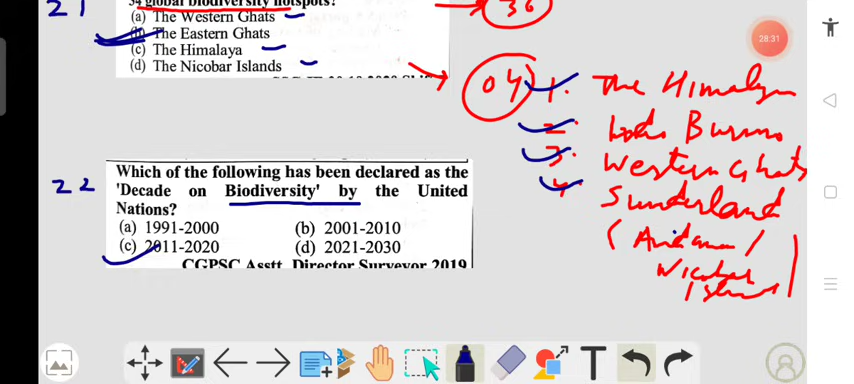 21
34 global biodiversity hotspots?
(a) The Western Ghats
(b) The Eastern Ghats
(c) The Himalaya
(d) The Nicobar Islands
36
04
1. The Himalya
2. Indo Burma
3. Western Ghats
4. Sunderland
(Andaman /
Nicobar
Island)
22
Which of the following has been declared as the
'Decade on Biodiversity' by the United
Nations?
(a) 1991-2000 (b) 2001-2010
(c) 2011-2020 (d) 2021-2030
CGPSC Asstt. Director Surveyor 2019
28:31
T